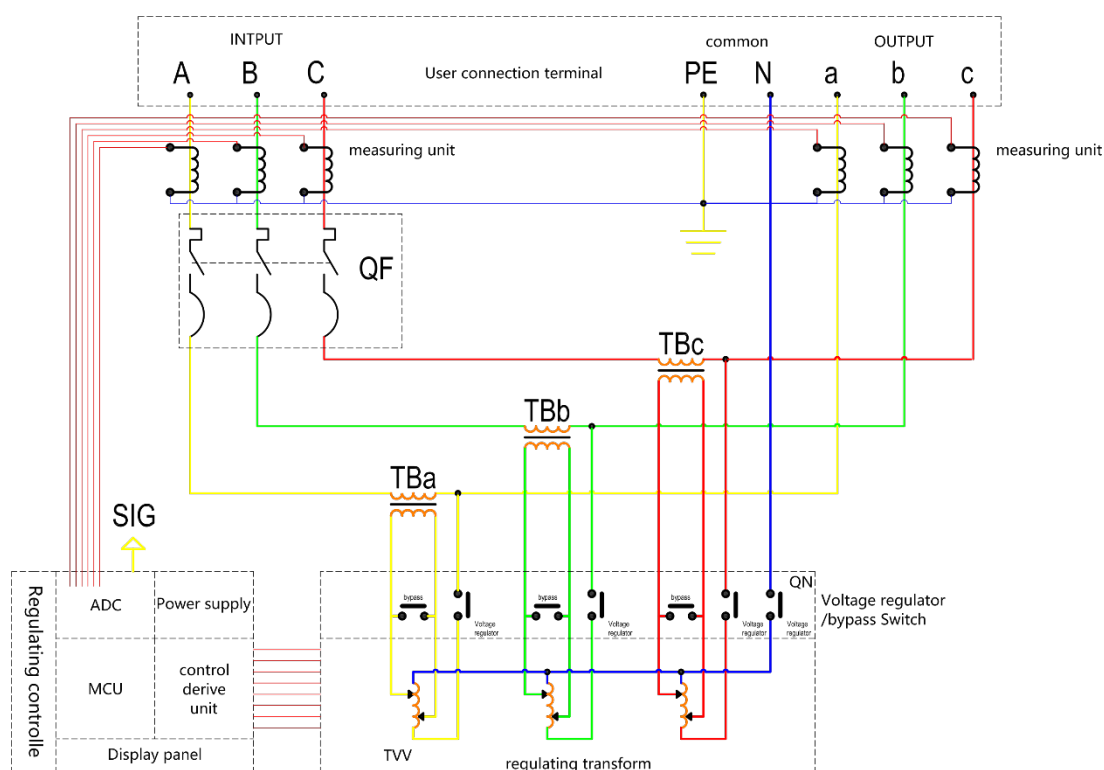 INTPUT
common
OUTPUT
User connection terminal
A
B
C
PE
N
a
b
c
measuring unit
measuring unit
QF
TBc
TBb
TBa
SIG
QN
bypass
Voltage regulator
bypass
Voltage regulator
bypass
Voltage regulator
Voltage regulator
Voltage regulator
/bypass Switch
Regulating controlle
ADC
Power supply
MCU
control
derive
unit
Display panel
TVV
regulating transform